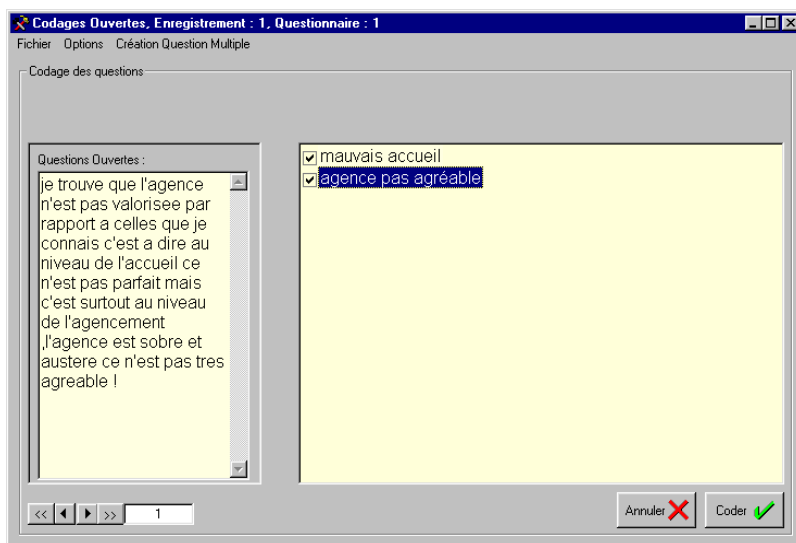 Codages Ouvertes, Enregistrement : 1, Questionnaire : 1
Fichier Options Création Question Multiple
Codage des questions
Questions Ouvertes :
je trouve que l'agence
n'est pas valorisee par
rapport a celles que je
connais c'est a dire au
niveau de l'accueil ce
n'est pas parfait mais
c'est surtout au niveau
de l'agencement
,l'agence est sobre et
austere ce n'est pas tres
agreable !
mauvais accueil
agence pas agréable
<< >> 1
Annuler Coder